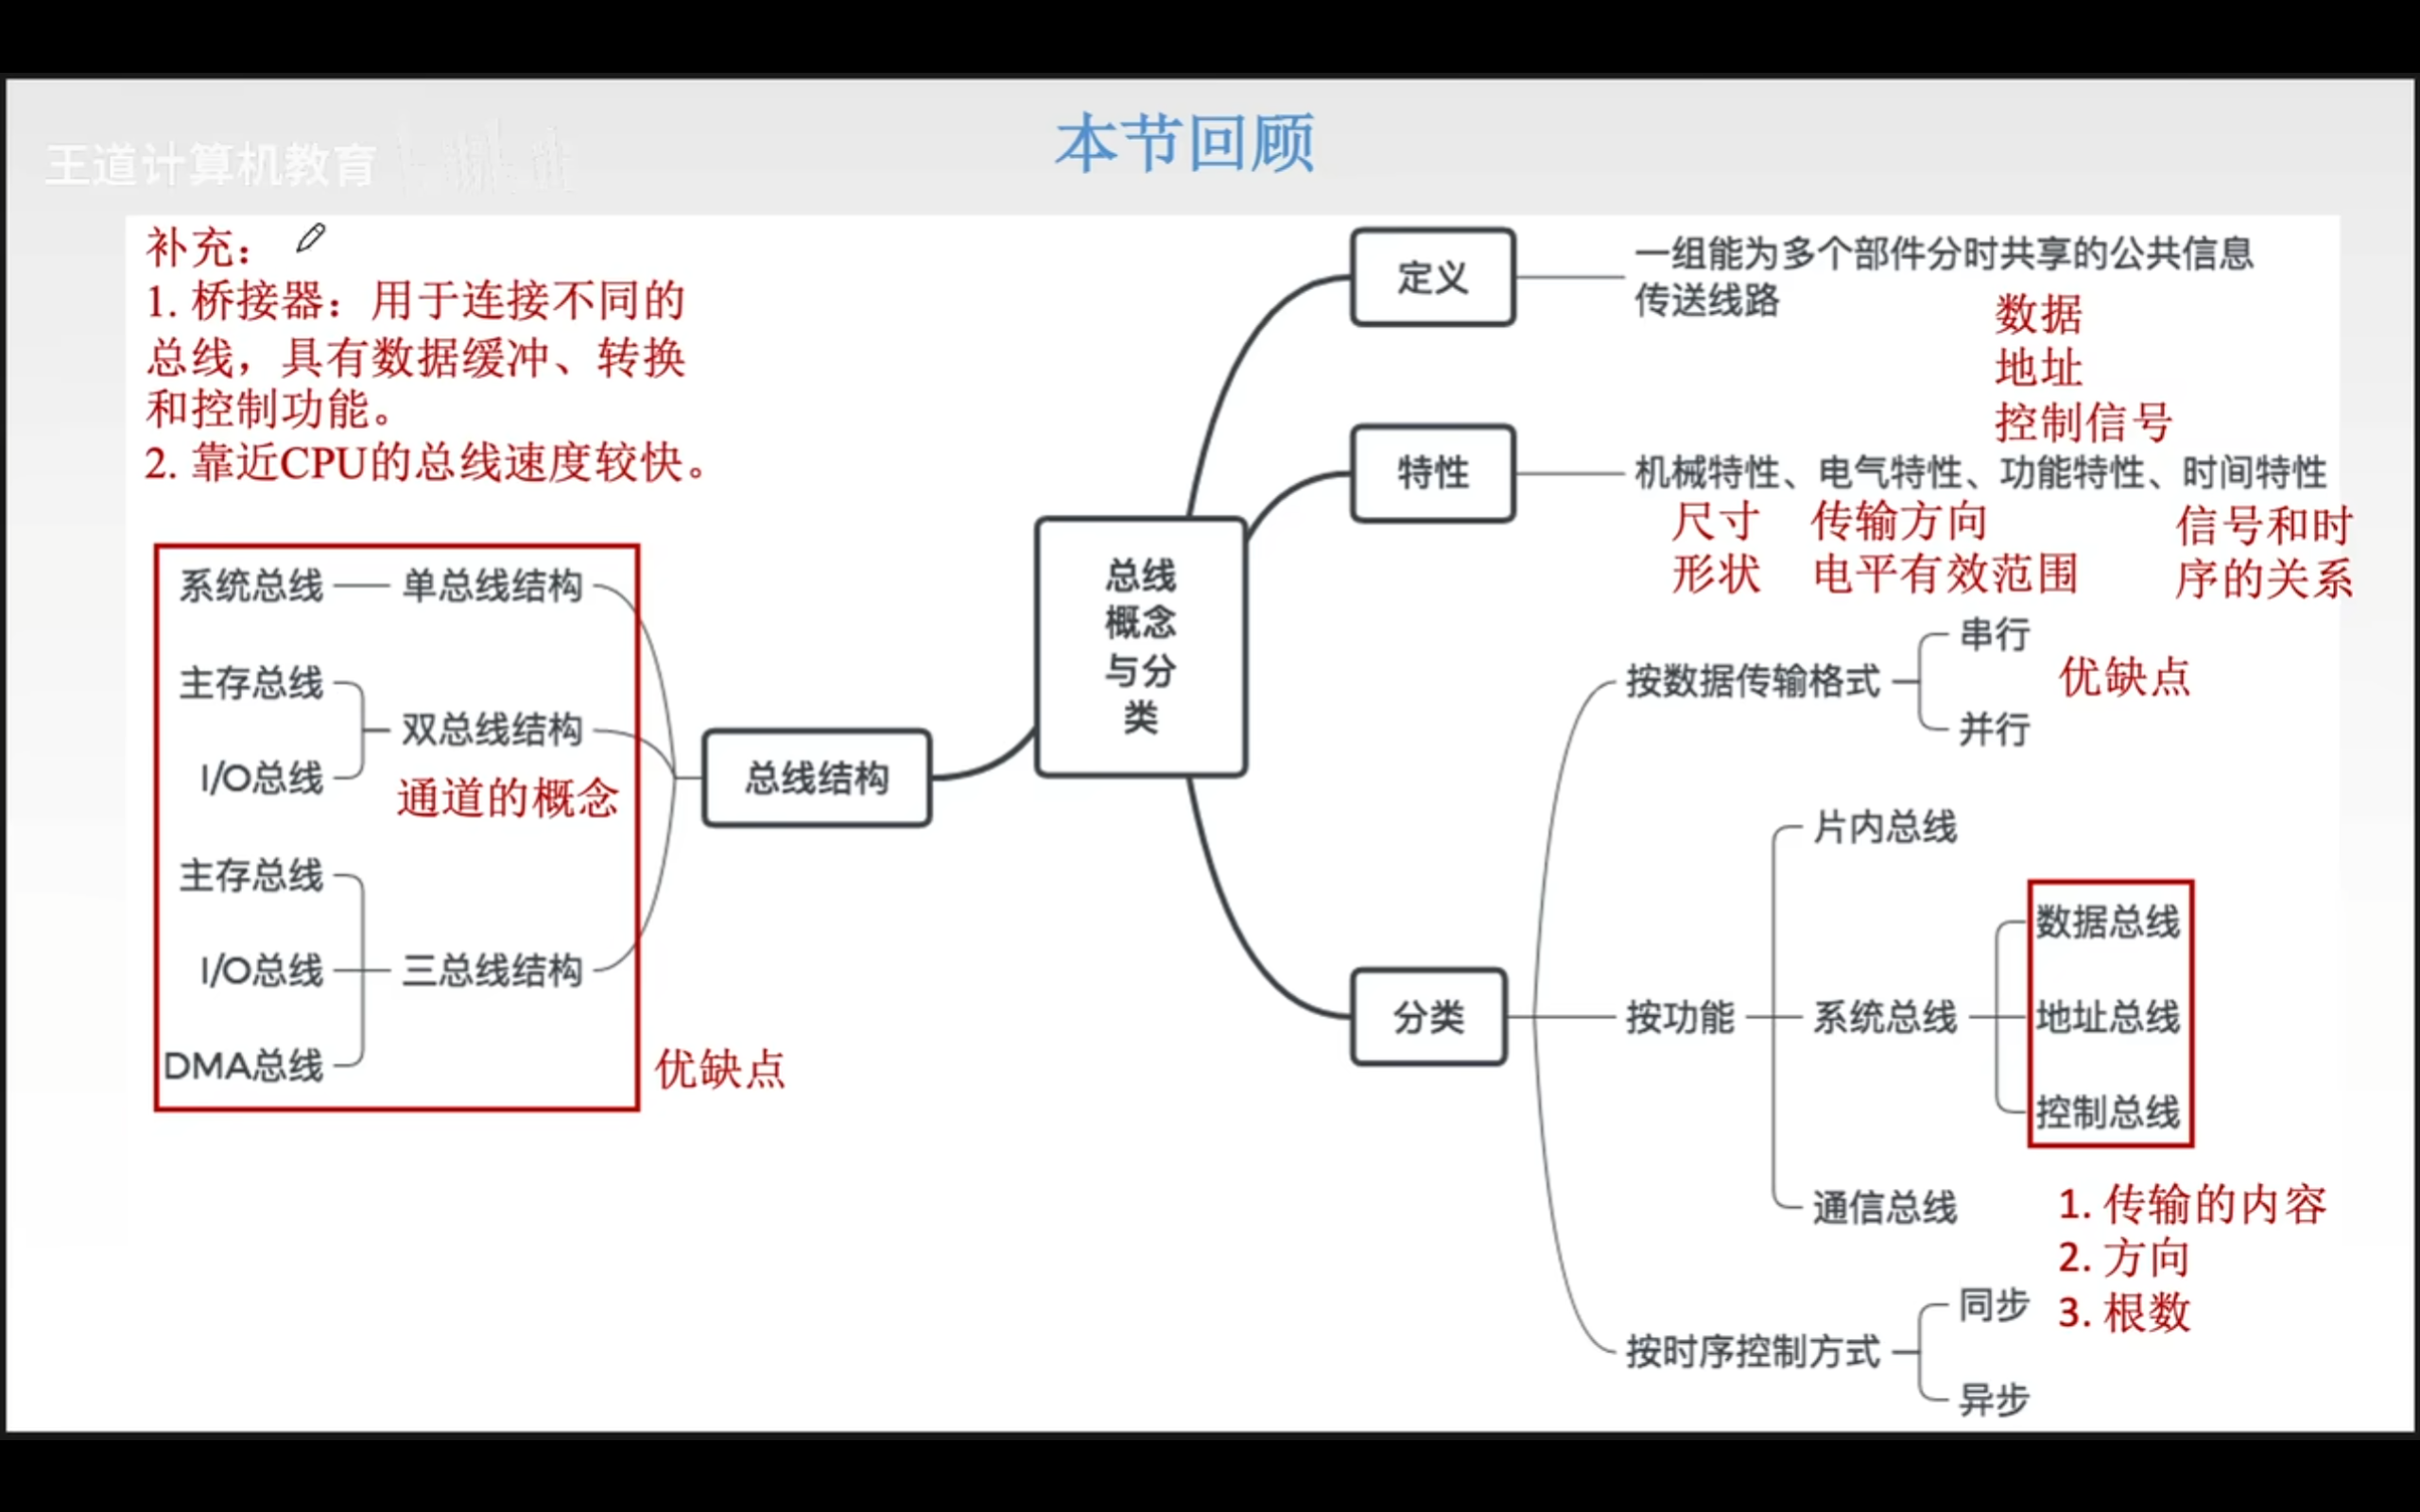 王道计算机教育
本节回顾
补充：
1. 桥接器：用于连接不同的
总线，具有数据缓冲、转换
和控制功能。
2. 靠近CPU的总线速度较快。
系统总线
单总线结构
主存总线
双总线结构
I/O总线
通道的概念
主存总线
I/O总线
三总线结构
DMA总线
优缺点
总线结构
总线
概念
与分
类
定义
一组能为多个部件分时共享的公共信息
传送线路
数据
地址
控制信号
特性
机械特性、电气特性、功能特性、时间特性
尺寸
形状
传输方向
电平有效范围
信号和时
序的关系
分类
按数据传输格式
串行
并行
优缺点
按功能
片内总线
系统总线
数据总线
地址总线
控制总线
通信总线
1. 传输的内容
2. 方向
3. 根数
按时序控制方式
同步
异步